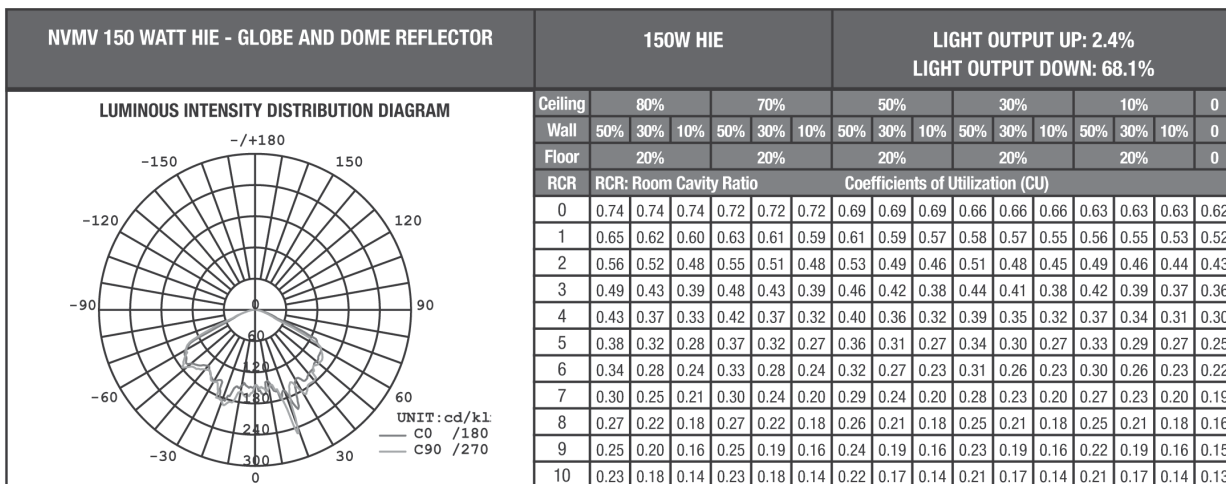 NVMV 150 WATT HIE - GLOBE AND DOME REFLECTOR
150W HIE
LIGHT OUTPUT UP: 2.4%
LIGHT OUTPUT DOWN: 68.1%
LUMINOUS INTENSITY DISTRIBUTION DIAGRAM
-/+180
-150 150
-120 120
-90 90
-60 60
-30 30
0
0
60
120
180
240
300
UNIT:cd/kl
C0 /180
C90 /270
Ceiling 80% 70% 50% 30% 10% 0
Wall 50% 30% 10% 50% 30% 10% 50% 30% 10% 50% 30% 10% 50% 30% 10% 0
Floor 20% 20% 20% 20% 20% 0
RCR RCR: Room Cavity Ratio Coefficients of Utilization (CU)
0 0.74 0.74 0.74 0.72 0.72 0.72 0.69 0.69 0.69 0.66 0.66 0.66 0.63 0.63 0.63 0.62
1 0.65 0.62 0.60 0.63 0.61 0.59 0.61 0.59 0.57 0.58 0.57 0.55 0.56 0.55 0.53 0.52
2 0.56 0.52 0.48 0.55 0.51 0.48 0.53 0.49 0.46 0.51 0.48 0.45 0.49 0.46 0.44 0.43
3 0.49 0.43 0.39 0.48 0.43 0.39 0.46 0.42 0.38 0.44 0.41 0.38 0.42 0.39 0.37 0.36
4 0.43 0.37 0.33 0.42 0.37 0.32 0.40 0.36 0.32 0.39 0.35 0.32 0.37 0.34 0.31 0.30
5 0.38 0.32 0.28 0.37 0.32 0.27 0.36 0.31 0.27 0.34 0.30 0.27 0.33 0.29 0.27 0.25
6 0.34 0.28 0.24 0.33 0.28 0.24 0.32 0.27 0.23 0.31 0.26 0.23 0.30 0.26 0.23 0.22
7 0.30 0.25 0.21 0.30 0.24 0.20 0.29 0.24 0.20 0.28 0.23 0.20 0.27 0.23 0.20 0.19
8 0.27 0.22 0.18 0.27 0.22 0.18 0.26 0.21 0.18 0.25 0.21 0.18 0.25 0.21 0.18 0.16
9 0.25 0.20 0.16 0.25 0.19 0.16 0.24 0.19 0.16 0.23 0.19 0.16 0.22 0.19 0.16 0.15
10 0.23 0.18 0.14 0.23 0.18 0.14 0.22 0.17 0.14 0.21 0.17 0.14 0.21 0.17 0.14 0.13